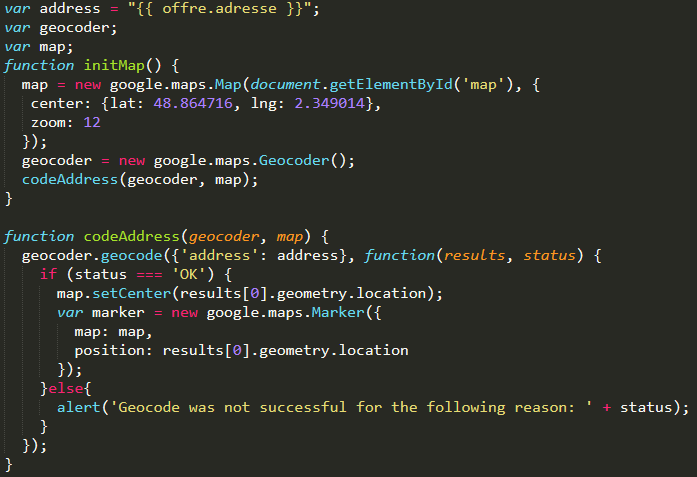 var address = "{{ offre.adresse }}";
var geocoder;
var map;
function initMap() {
  map = new google.maps.Map(document.getElementById('map'), {
   center: {lat: 48.864716, lng: 2.349014},
   zoom: 12
  });
  geocoder = new google.maps.Geocoder();
  codeAddress(geocoder, map);
}

function codeAddress(geocoder, map) {
  geocoder.geocode({'address': address}, function(results, status) {
    if (status === 'OK') {
      map.setCenter(results[0].geometry.location);
      var marker = new google.maps.Marker({
        map: map,
        position: results[0].geometry.location
      });
    }else{
      alert('Geocode was not successful for the following reason: ' + status);
    }
  });
}